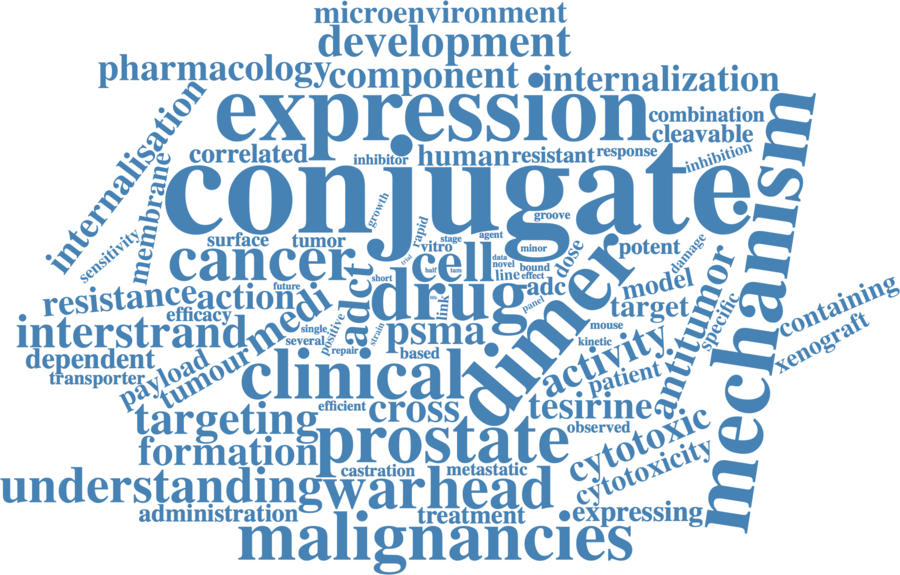 microenvironment
development
pharmacology
component
internalization
expression
combination
cleavable
internalisation
correlated
inhibitor
human
resistant
response
inhibition
membrane
conjugate
mechanism
growth
groove
sensitivity
surface
tumor
rapid
vitro
stage
agent
minor
potent
damage
cancer
cell
trial
half
tam
data
novel
line
bound
effect
dose
dimer
model
antitumor
specific
containing
xenograft
resistance
action
future
short
adct
drug
link
adc
panel
target
efficacy
medi
interstrand
single
several
positive
repair
strain
psma
based
mouse
kinetic
activity
patient
dependent
transporter
payload
tumour
clinical
efficient
cross
tesirine
observed
targeting
formation
prostate
castration
metastatic
cytotoxic
cytotoxicity
understanding
warhead
administration
treatment
expressing
malignancies